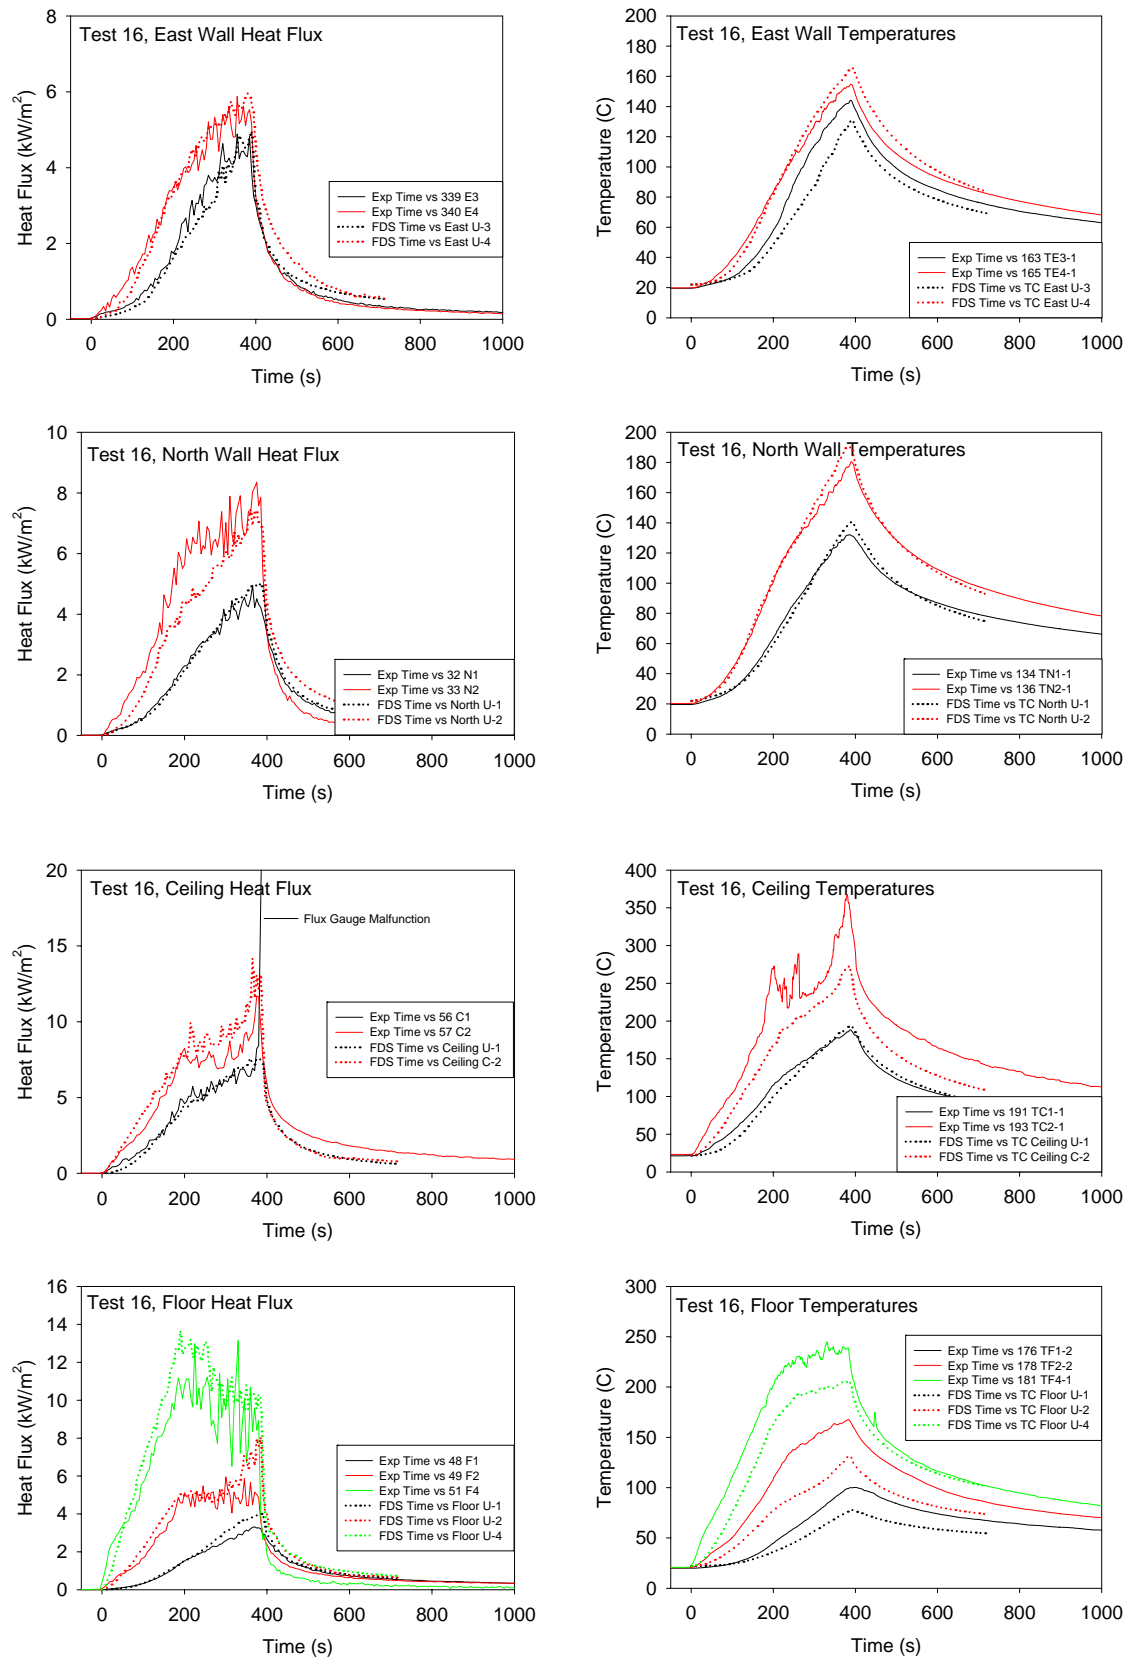 Test 16, East Wall Heat Flux
Heat Flux (kW/m²)
8
6
4
2
0
Exp Time vs 339 E3
Exp Time vs 340 E4
FDS Time vs East U-3
FDS Time vs East U-4
0 200 400 600 800 1000
Time (s)
Test 16, East Wall Temperatures
Temperature (C)
200
180
160
140
120
100
80
60
40
20
0
Exp Time vs 163 TE3-1
Exp Time vs 165 TE4-1
FDS Time vs TC East U-3
FDS Time vs TC East U-4
0 200 400 600 800 1000
Time (s)
Test 16, North Wall Heat Flux
Heat Flux (kW/m²)
10
8
6
4
2
0
Exp Time vs 32 N1
Exp Time vs 33 N2
FDS Time vs North U-1
FDS Time vs North U-2
0 200 400 600 800 1000
Time (s)
Test 16, North Wall Temperatures
Temperature (C)
200
180
160
140
120
100
80
60
40
20
0
Exp Time vs 134 TN1-1
Exp Time vs 136 TN2-1
FDS Time vs TC North U-1
FDS Time vs TC North U-2
0 200 400 600 800 1000
Time (s)
Test 16, Ceiling Heat Flux
Heat Flux (kW/m²)
20
15
10
5
0
Flux Gauge Malfunction
Exp Time vs 56 C1
Exp Time vs 57 C2
FDS Time vs Ceiling U-1
FDS Time vs Ceiling C-2
0 200 400 600 800 1000
Time (s)
Test 16, Ceiling Temperatures
Temperature (C)
400
350
300
250
200
150
100
50
0
Exp Time vs 191 TC1-1
Exp Time vs 193 TC2-1
FDS Time vs TC Ceiling U-1
FDS Time vs TC Ceiling C-2
0 200 400 600 800 1000
Time (s)
Test 16, Floor Heat Flux
Heat Flux (kW/m²)
16
14
12
10
8
6
4
2
0
Exp Time vs 48 F1
Exp Time vs 49 F2
Exp Time vs 51 F4
FDS Time vs Floor U-1
FDS Time vs Floor U-2
FDS Time vs Floor U-4
0 200 400 600 800 1000
Time (s)
Test 16, Floor Temperatures
Temperature (C)
300
250
200
150
100
50
0
Exp Time vs 176 TF1-2
Exp Time vs 178 TF2-2
Exp Time vs 181 TF4-1
FDS Time vs TC Floor U-1
FDS Time vs TC Floor U-2
FDS Time vs TC Floor U-4
0 200 400 600 800 1000
Time (s)